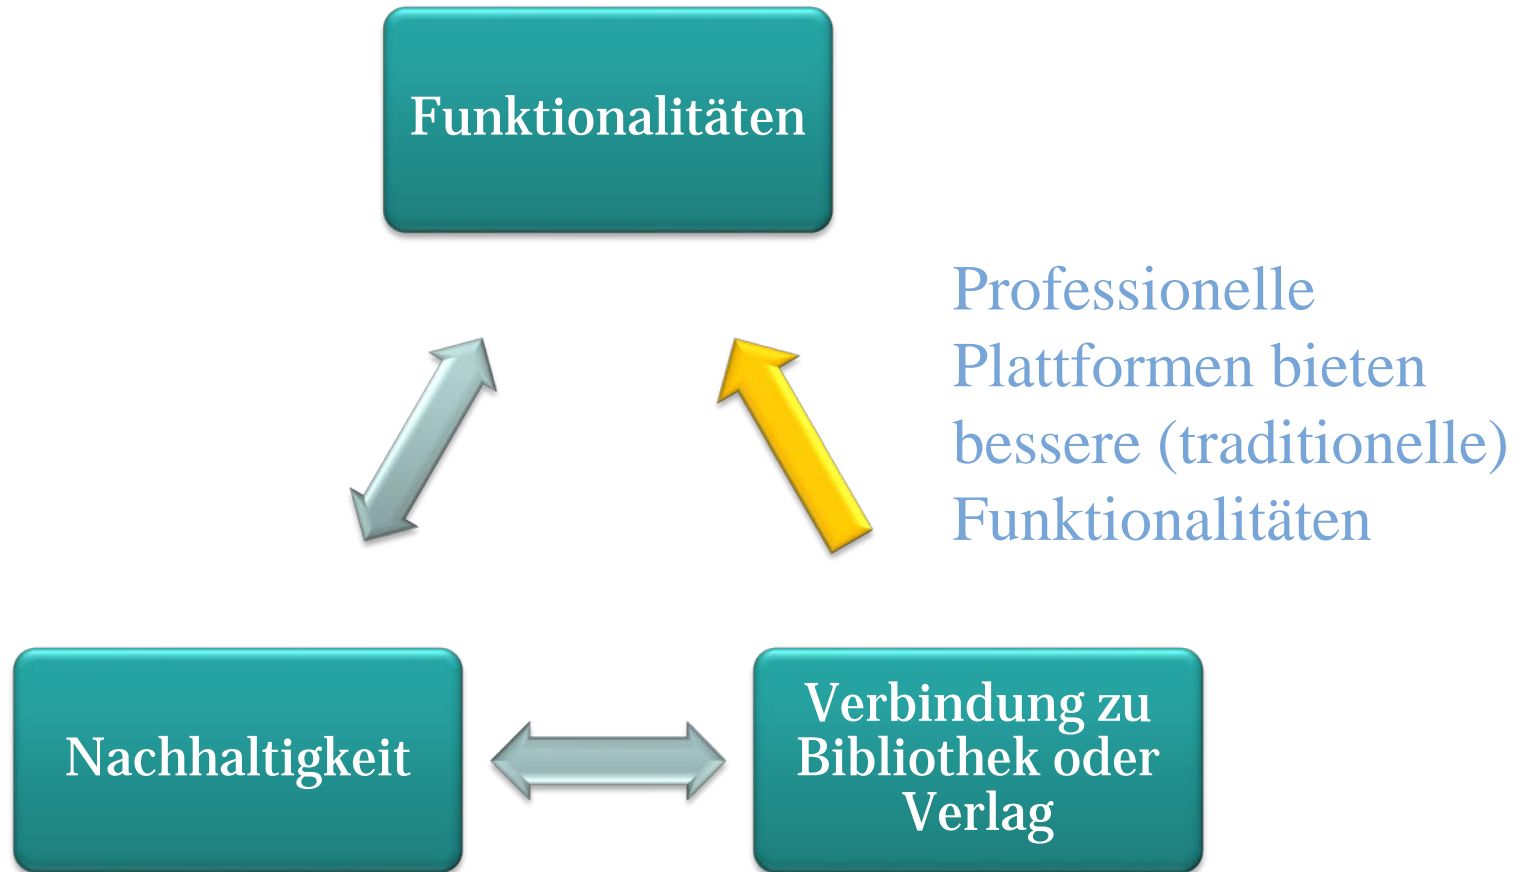 Funktionalitäten
Professionelle
Plattformen bieten
bessere (traditionelle)
Funktionalitäten
Nachhaltigkeit
Verbindung zu
Bibliothek oder
Verlag